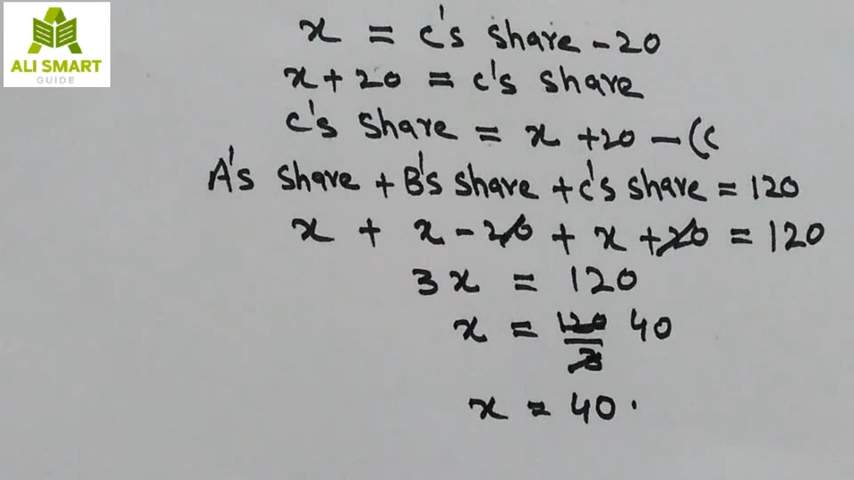 ALI SMART
GUIDE
x = c's share - 20
x + 20 = c's share
c's share = x + 20 — (c
A's share + B's share + c's share = 120
x + x - 20 + x + 20 = 120
3x = 120
x = 120/3 40
x = 40 .